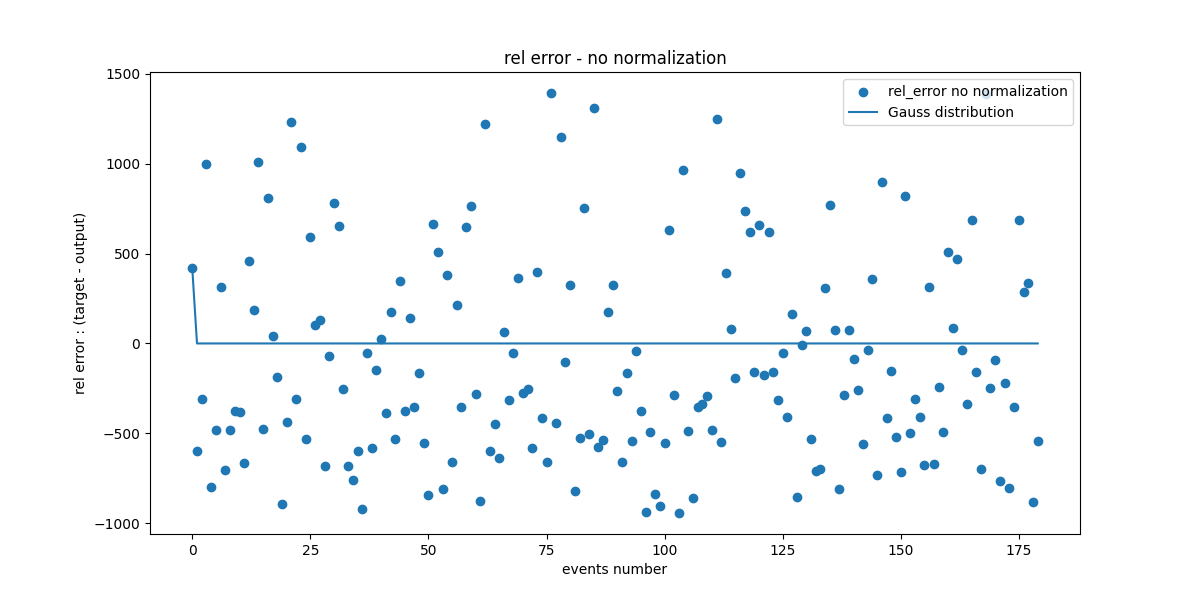 rel error - no normalization
1500
1000
500
0
−500
−1000
rel error : (target - output)
rel_error no normalization
Gauss distribution
0
25
50
75
100
125
150
175
events number